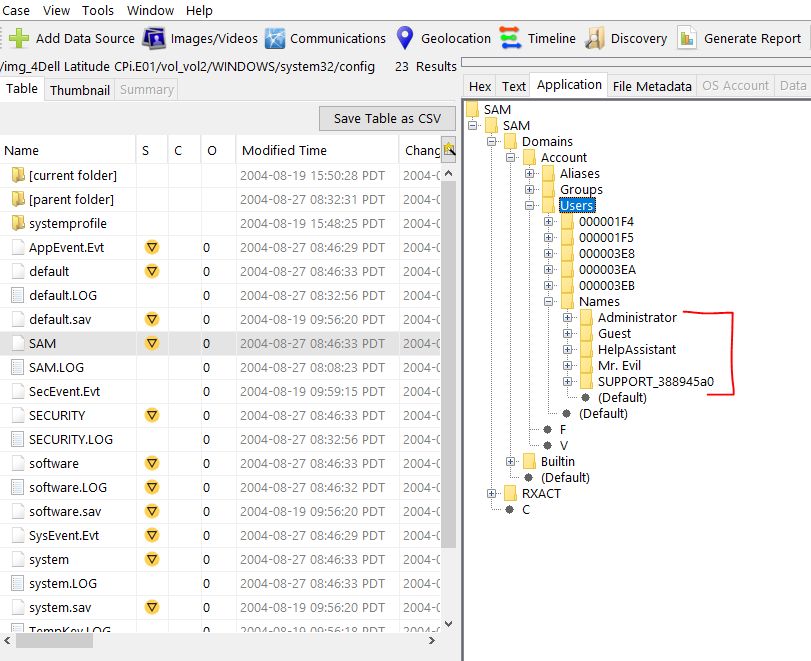 Case View Tools Window Help
Add Data Source Images/Videos Communications Geolocation Timeline Discovery Generate Report
/img_4Dell Latitude CPi.E01/vol_vol2/WINDOWS/system32/config 23 Results
Table Thumbnail Summary
Save Table as CSV
Name S C O Modified Time Chang
[current folder] 2004-08-19 15:50:28 PDT 2004-0
[parent folder] 2004-08-27 08:32:31 PDT 2004-0
systemprofile 2004-08-19 15:48:25 PDT 2004-0
AppEvent.Evt 0 2004-08-27 08:46:29 PDT 2004-0
default 0 2004-08-27 08:46:33 PDT 2004-0
default.LOG 0 2004-08-27 08:32:56 PDT 2004-0
default.sav 0 2004-08-19 09:56:20 PDT 2004-0
SAM 0 2004-08-27 08:46:33 PDT 2004-0
SAM.LOG 0 2004-08-27 08:08:23 PDT 2004-0
SecEvent.Evt 0 2004-08-19 09:59:15 PDT 2004-0
SECURITY 0 2004-08-27 08:46:33 PDT 2004-0
SECURITY.LOG 0 2004-08-27 08:32:56 PDT 2004-0
software 0 2004-08-27 08:46:33 PDT 2004-0
software.LOG 0 2004-08-27 08:46:32 PDT 2004-0
software.sav 0 2004-08-19 09:56:20 PDT 2004-0
SysEvent.Evt 0 2004-08-27 08:46:29 PDT 2004-0
system 0 2004-08-27 08:46:33 PDT 2004-0
system.LOG 0 2004-08-27 08:46:33 PDT 2004-0
system.sav 0 2004-08-19 09:56:20 PDT 2004-0
TempKey.LOG 0 2004-08-19 09:56:18 PDT 2004-0
Hex Text Application File Metadata OS Account Data
SAM
SAM
Domains
Account
Aliases
Groups
Users
000001F4
000001F5
000003E8
000003EA
000003EB
Names
Administrator
Guest
HelpAssistant
Mr. Evil
SUPPORT_388945a0
(Default)
(Default)
F
V
Builtin
(Default)
RXACT
C